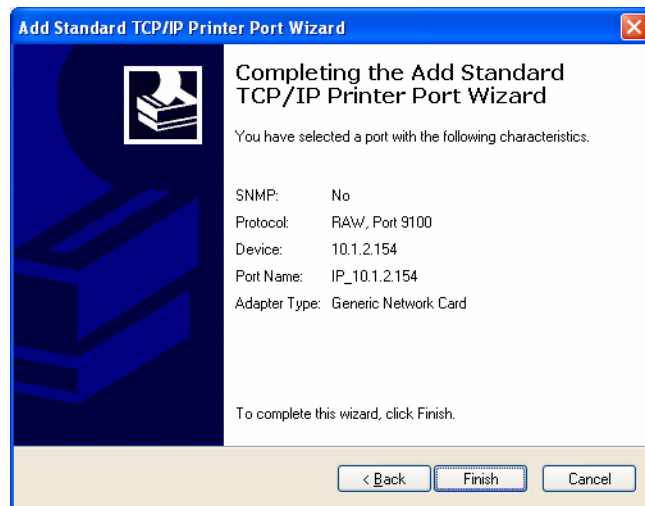 Add Standard TCP/IP Printer Port Wizard
Completing the Add Standard
TCP/IP Printer Port Wizard
You have selected a port with the following characteristics.
SNMP: No
Protocol: RAW, Port 9100
Device: 10.1.2.154
Port Name: IP_10.1.2.154
Adapter Type: Generic Network Card
To complete this wizard, click Finish.
< Back Finish Cancel